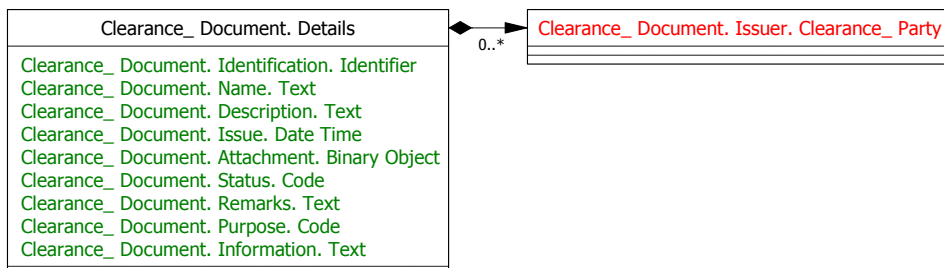 Clearance_ Document. Details
Clearance_ Document. Identification. Identifier
Clearance_ Document. Name. Text
Clearance_ Document. Description. Text
Clearance_ Document. Issue. Date Time
Clearance_ Document. Attachment. Binary Object
Clearance_ Document. Status. Code
Clearance_ Document. Remarks. Text
Clearance_ Document. Purpose. Code
Clearance_ Document. Information. Text
0..*
Clearance_ Document. Issuer. Clearance_ Party